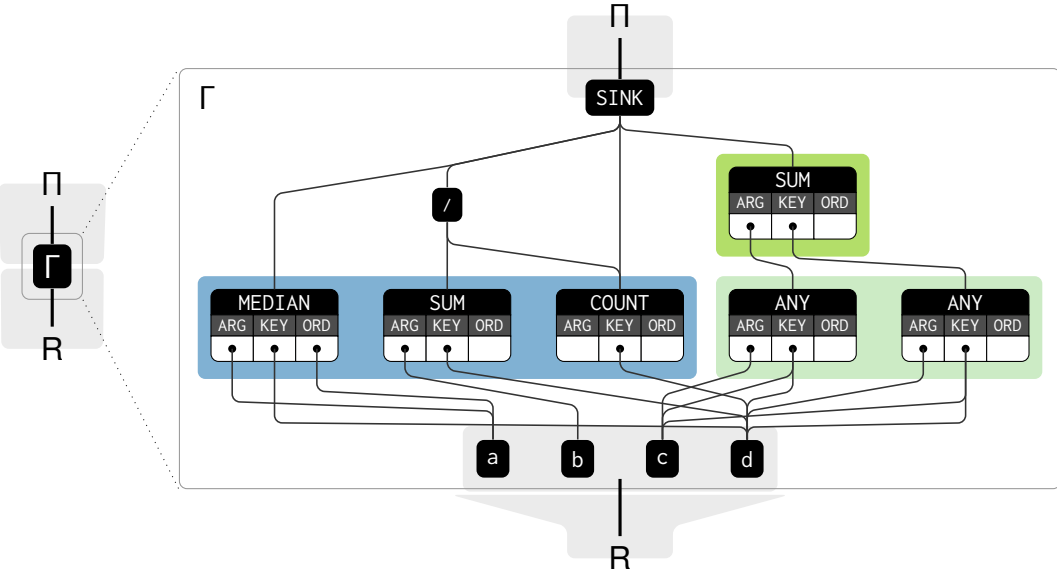 Π
Γ
SINK
SUM
ARG KEY ORD
Π
/
Γ
MEDIAN SUM COUNT ANY ANY
ARG KEY ORD ARG KEY ORD ARG KEY ORD ARG KEY ORD ARG KEY ORD
R
a b c d
R